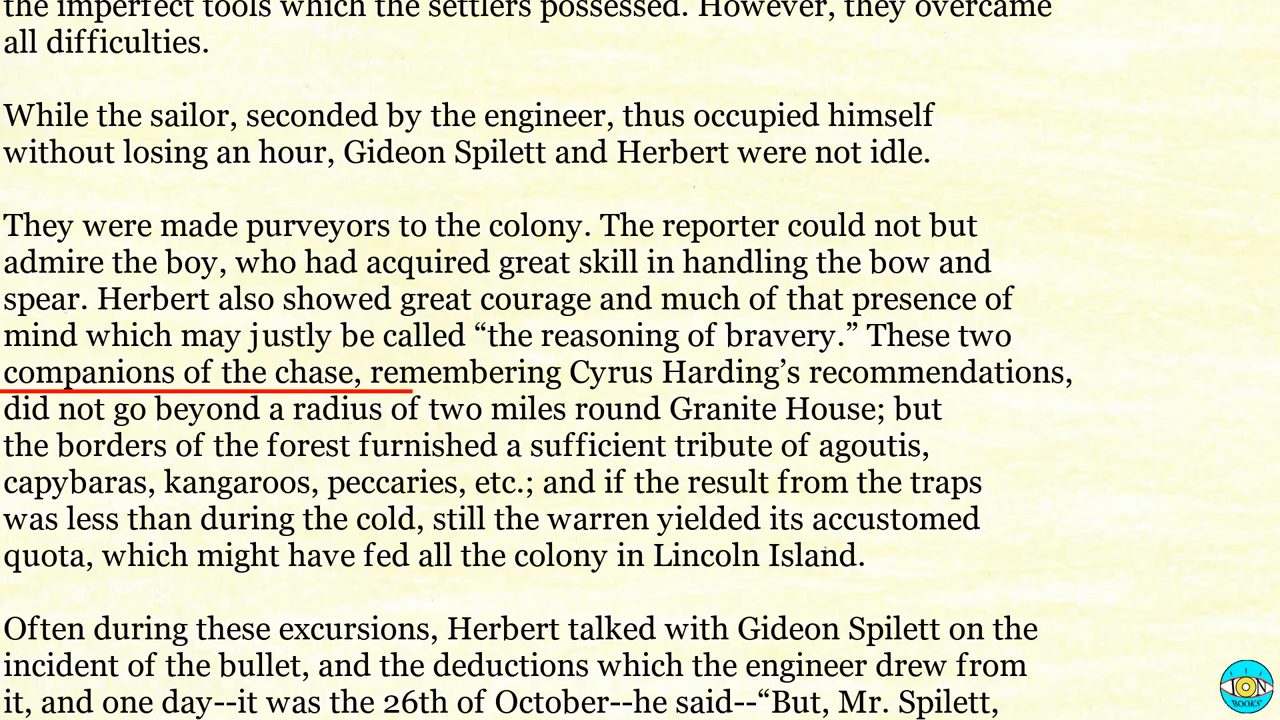 the imperfect tools which the settlers possessed. However, they overcame
all difficulties.
While the sailor, seconded by the engineer, thus occupied himself
without losing an hour, Gideon Spilett and Herbert were not idle.
They were made purveyors to the colony. The reporter could not but
admire the boy, who had acquired great skill in handling the bow and
spear. Herbert also showed great courage and much of that presence of
mind which may justly be called “the reasoning of bravery.” These two
companions of the chase, remembering Cyrus Harding’s recommendations,
did not go beyond a radius of two miles round Granite House; but
the borders of the forest furnished a sufficient tribute of agoutis,
capybaras, kangaroos, peccaries, etc.; and if the result from the traps
was less than during the cold, still the warren yielded its accustomed
quota, which might have fed all the colony in Lincoln Island.
Often during these excursions, Herbert talked with Gideon Spilett on the
incident of the bullet, and the deductions which the engineer drew from
it, and one day--it was the 26th of October--he said--“But, Mr. Spilett,
ION
BOOKS